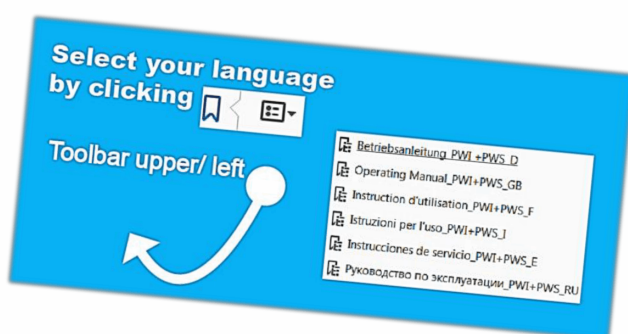 Select your language
by clicking
Toolbar upper/ left
Betriebsanleitung_PWI +PWS_D
Operating Manual_PWI+PWS_GB
Instruction d'utilisation_PWI+PWS_F
Istruzioni per l'uso_PWI+PWS_I
Instrucciones de servicio_PWI+PWS_E
Руководство по эксплуатации_PWI+PWS_RU